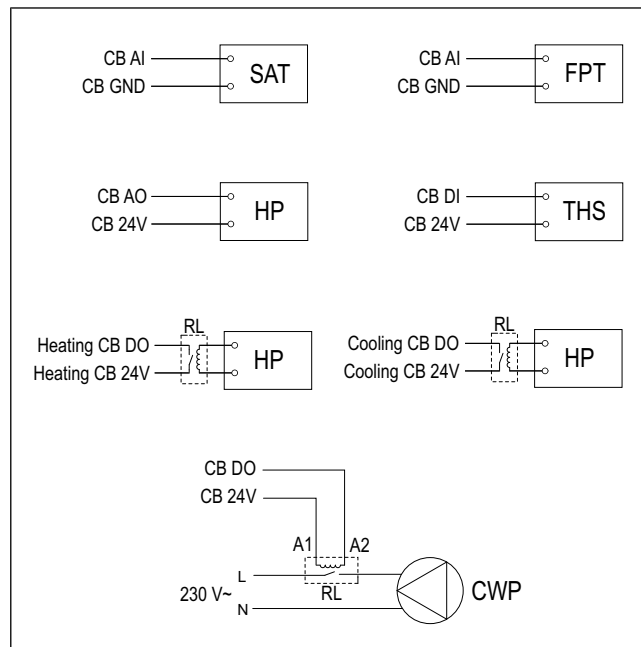 CB AI
CB GND
SAT
CB AI
CB GND
FPT
CB AO
CB 24V
HP
CB DI
CB 24V
THS
RL
Heating CB DO
Heating CB 24V
HP
RL
Cooling CB DO
Cooling CB 24V
HP
CB DO
CB 24V
A1 A2
L
RL
230 V~
N
CWP